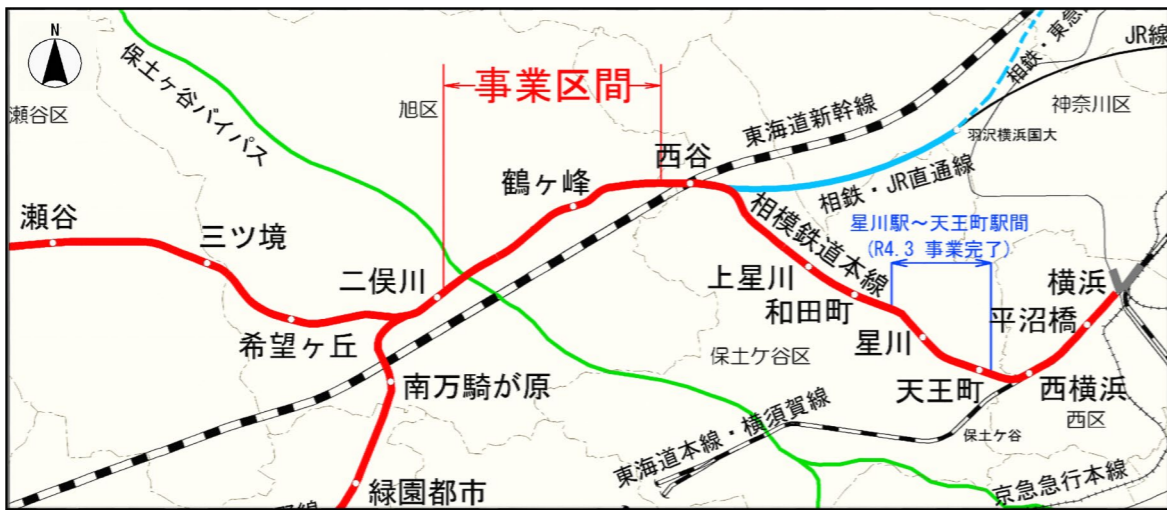 N
瀬谷区
保土ヶ谷バイパス
旭区
事業区間
東海道新幹線
相鉄・東急
JR線
神奈川区
羽沢横浜国大
西谷
鶴ヶ峰
相鉄・JR直通線
瀬谷
三ツ境
相模鉄道本線
星川駅~天王町駅間
(R4.3 事業完了)
二俣川
上星川
横浜
和田町
平沼橋
希望ヶ丘
星川
保土ケ谷区
南万騎が原
天王町
西横浜
西区
東海道本線・横須賀線
保土ケ谷
緑園都市
京急急行本線